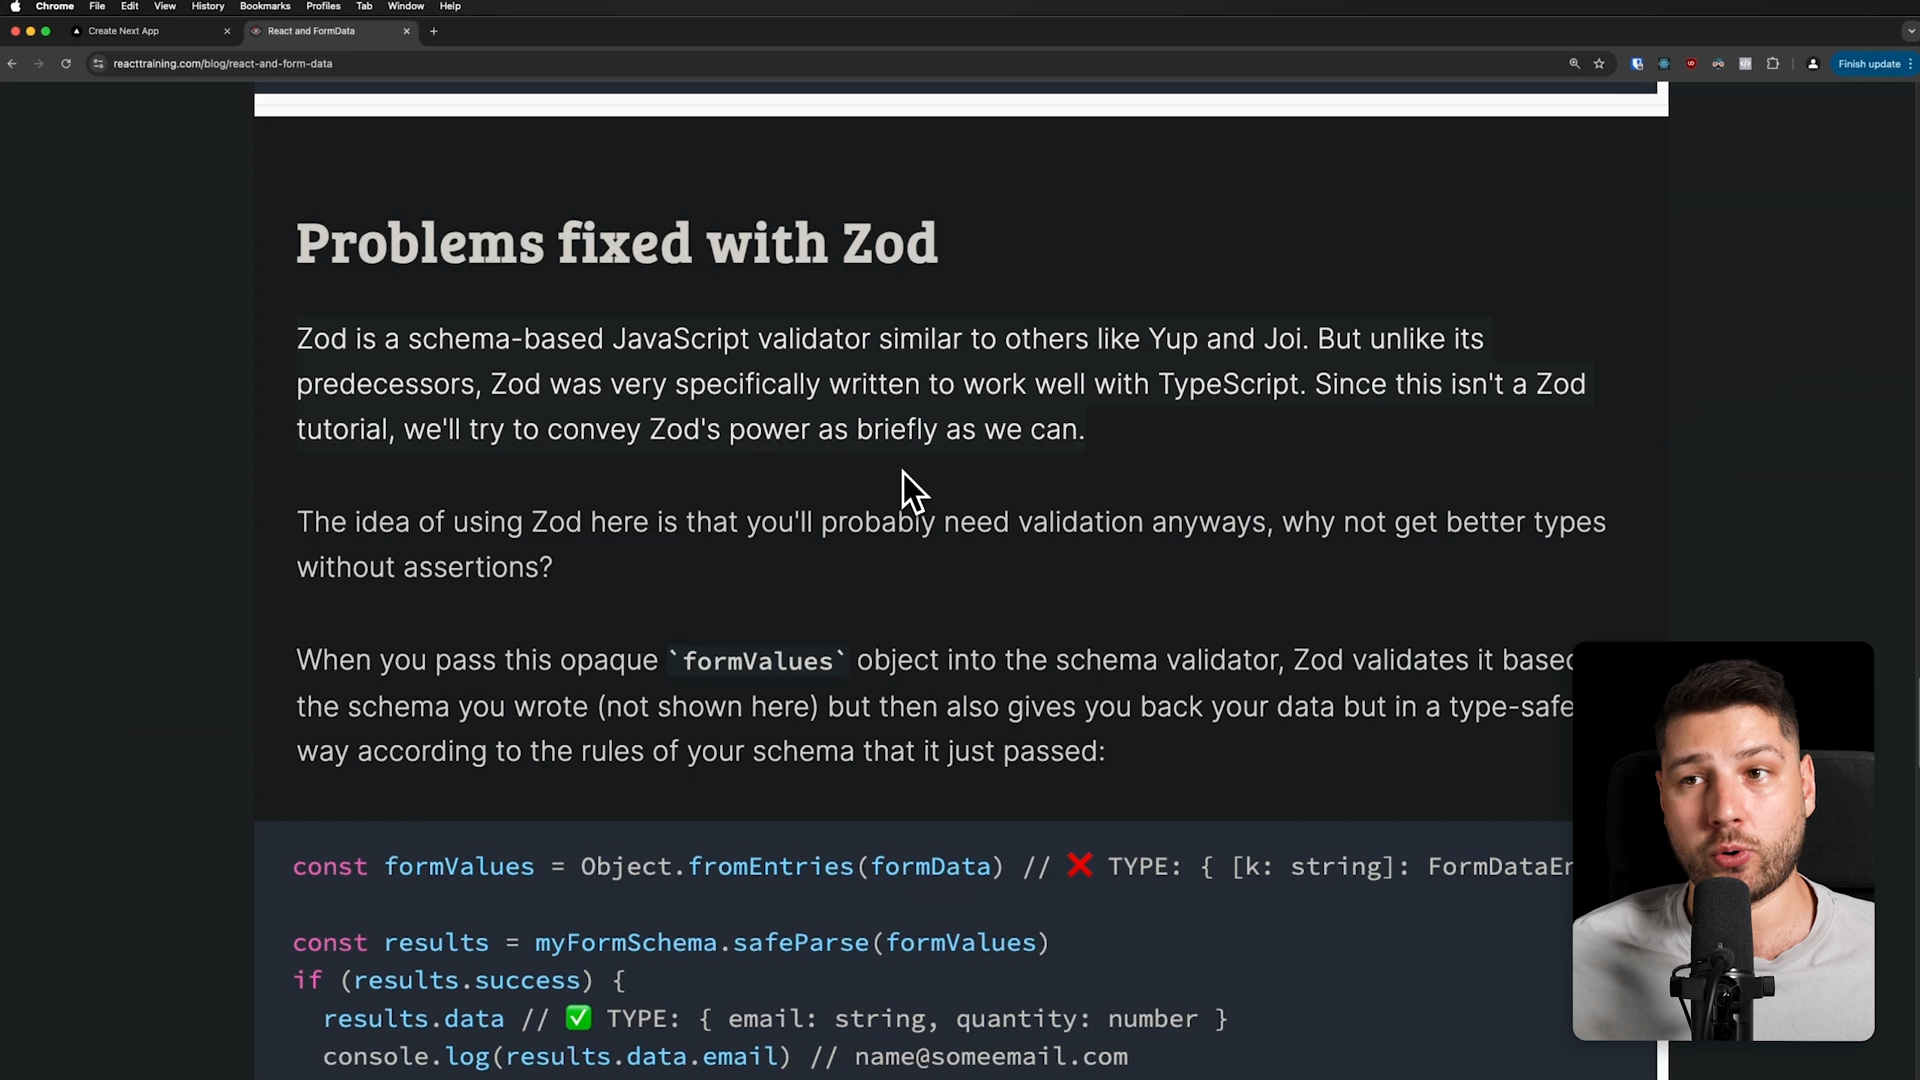 Chrome File Edit View History Bookmarks Profiles Tab Window Help
Create Next App
React and FormData
reacttraining.com/blog/react-and-form-data
Finish update
Problems fixed with Zod
Zod is a schema-based JavaScript validator similar to others like Yup and Joi. But unlike its
predecessors, Zod was very specifically written to work well with TypeScript. Since this isn't a Zod
tutorial, we'll try to convey Zod's power as briefly as we can.
The idea of using Zod here is that you'll probably need validation anyways, why not get better types
without assertions?
When you pass this opaque `formValues` object into the schema validator, Zod validates it based
the schema you wrote (not shown here) but then also gives you back your data but in a type-safe
way according to the rules of your schema that it just passed:
const formValues = Object.fromEntries(formData) // ❌ TYPE: { [k: string]: FormDataEn
const results = myFormSchema.safeParse(formValues)
if (results.success) {
results.data // ✅ TYPE: { email: string, quantity: number }
console.log(results.data.email) // name@someemail.com